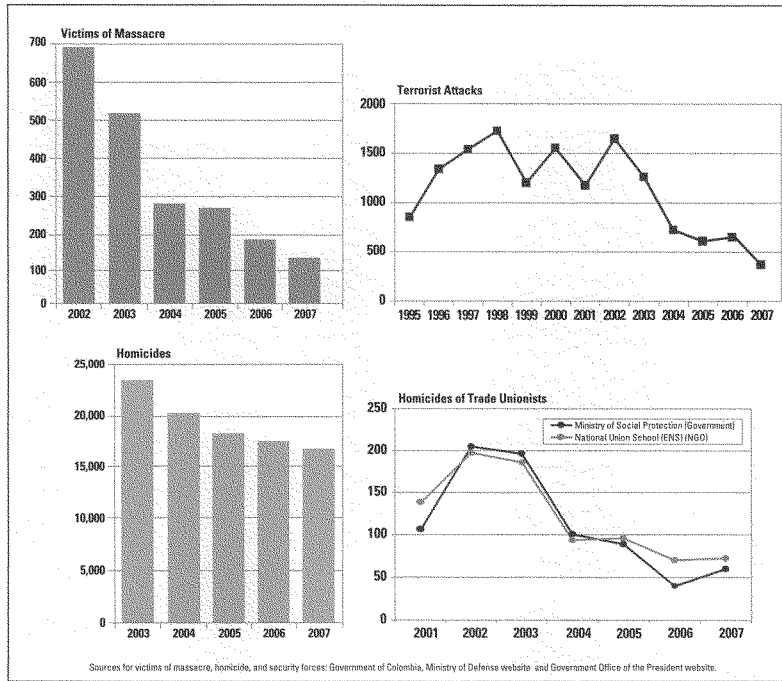 Victims of Massacre
700
600
500
400
300
200
100
0
2002 2003 2004 2005 2006 2007
Terrorist Attacks
2000
1500
1000
500
0
1995 1996 1997 1998 1999 2000 2001 2002 2003 2004 2005 2006 2007
Homicides
25,000
20,000
15,000
10,000
5,000
0
2003 2004 2005 2006 2007
Homicides of Trade Unionists
250
200
150
100
50
0
Ministry of Social Protection (Government)
National Union School (ENS) (NGO)
2001 2002 2003 2004 2005 2006 2007
Sources for victims of massacre, homicide, and security forces: Government of Colombia, Ministry of Defense website and Government Office of the President website.